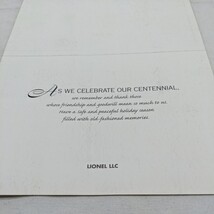 AS WE CELEBRATE OUR CENTENNIAL,
we remember and thank those
whose friendship and goodwill mean so much to us.
Have a safe and peaceful holiday season
filled with old-fashioned memories.
LIONEL LLC